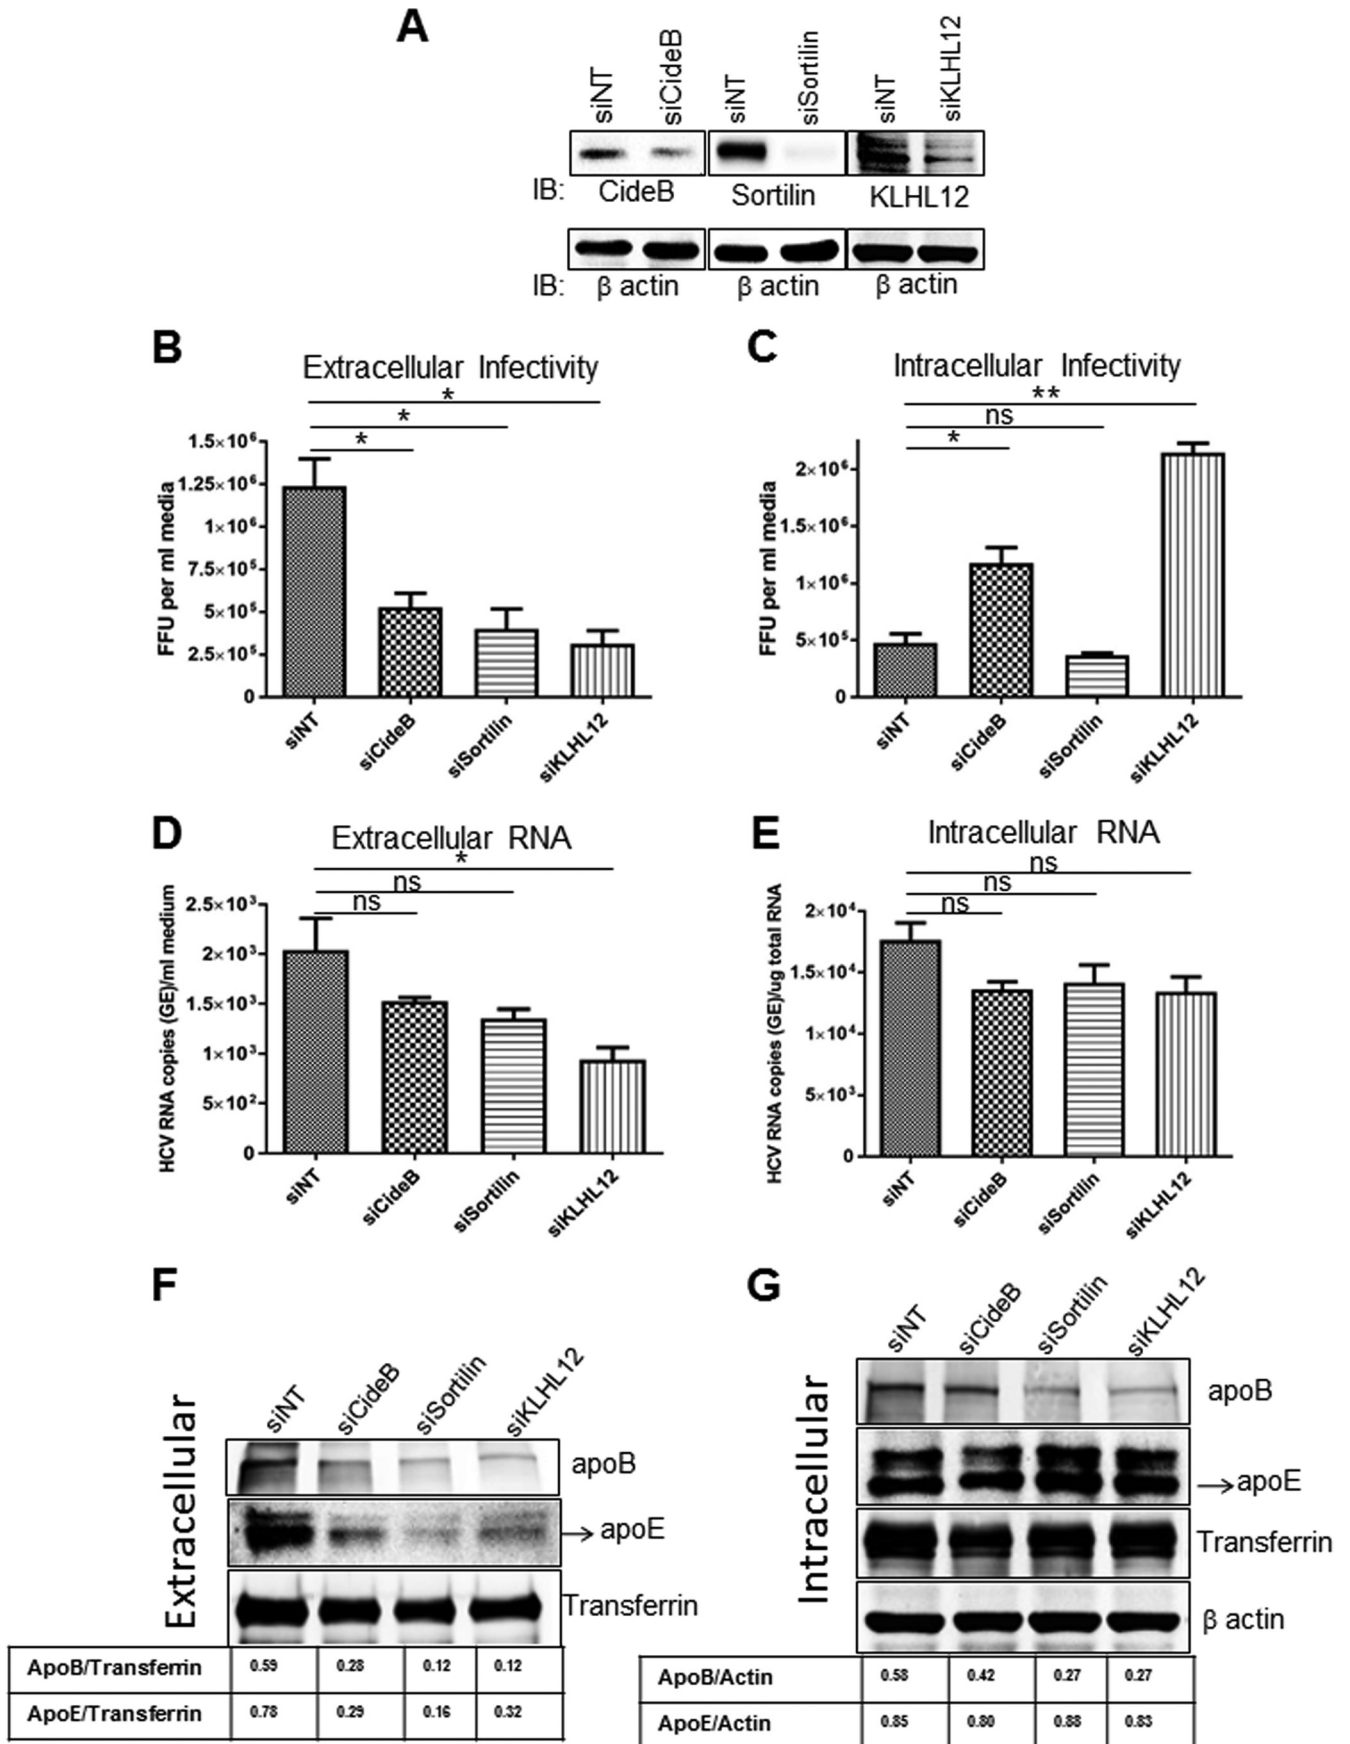 A
siNT siCideB siNT siSortilin siNT siKLHL12
IB: CideB Sortilin KLHL12
IB: β actin β actin β actin
B
Extracellular Infectivity
*
*
*
FFU per ml media
1.5×10⁶
1.25×10⁶
1×10⁶
7.5×10⁵
5×10⁵
2.5×10⁵
0
siNT siCideB siSortilin siKLHL12
C
Intracellular Infectivity
**
ns
*
FFU per ml media
2×10⁶
1.5×10⁶
1×10⁶
5×10⁵
0
siNT siCideB siSortilin siKLHL12
D
Extracellular RNA
*
ns
ns
HCV RNA copies (GE)/ml medium
2.5×10³
2×10³
1.5×10³
1×10³
5×10²
0
siNT siCideB siSortilin siKLHL12
E
Intracellular RNA
ns
ns
ns
HCV RNA copies (GE)/ug total RNA
2×10⁴
1.5×10⁴
1×10⁴
5×10³
0
siNT siCideB siSortilin siKLHL12
F
Extracellular
siNT siCideB siSortilin siKLHL12
apoB
→apoE
Transferrin
ApoB/Transferrin 0.59 0.28 0.12 0.12
ApoE/Transferrin 0.78 0.29 0.16 0.32
G
Intracellular
siNT siCideB siSortilin siKLHL12
apoB
→apoE
Transferrin
β actin
ApoB/Actin 0.58 0.42 0.27 0.27
ApoE/Actin 0.85 0.80 0.88 0.83